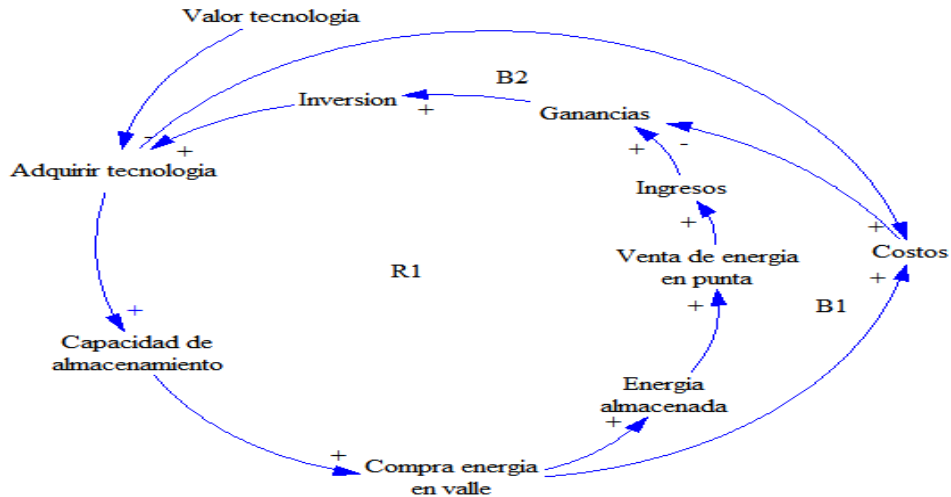 Valor tecnologia
B2
Inversion
+
Ganancias
-
+
Adquirir tecnologia
+
-
Ingresos
+
+
Costos
R1
Venta de energia
en punta
+
+
B1
+
Capacidad de
almacenamiento
Energia
almacenada
+
+
Compra energia
en valle